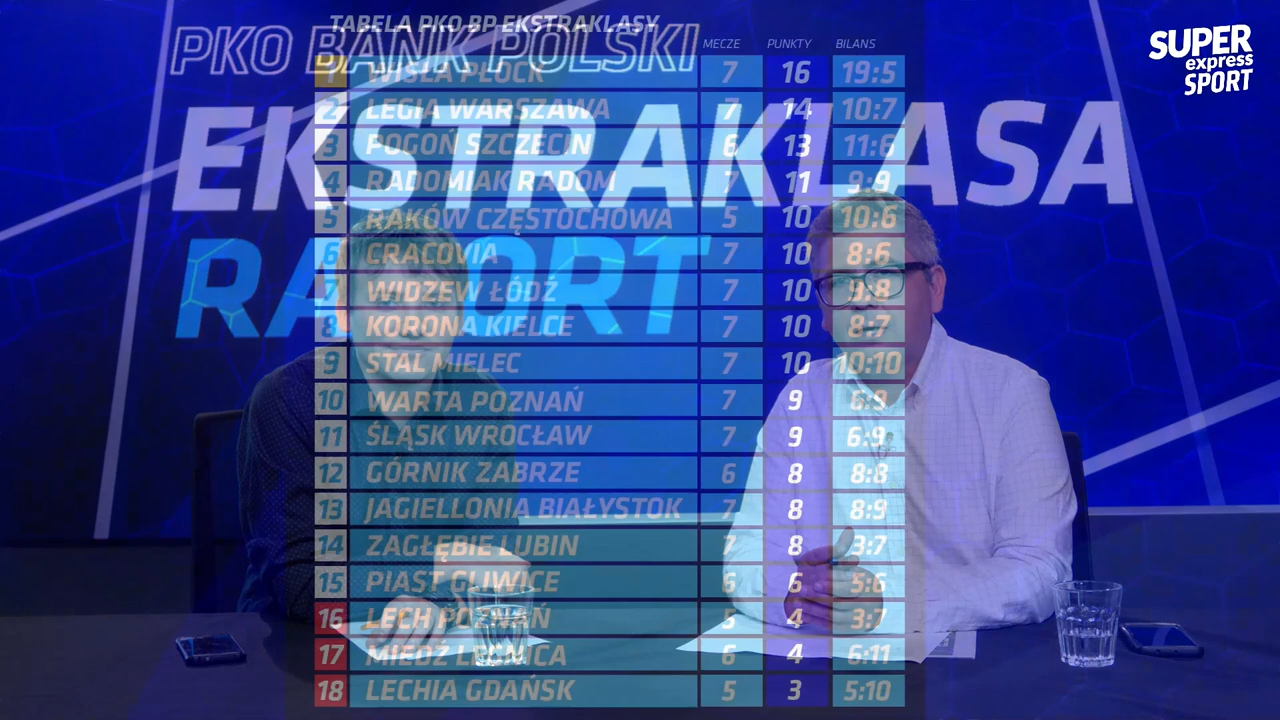 TABELA PKO BP EKSTRAKLASY
PKO BANK POLSKI
SUPER
express
SPORT
EKSTRAKLASA
RAPORT
MECZE PUNKTY BILANS
1 WISŁA PŁOCK 7 16 19:5
2 LEGIA WARSZAWA 7 14 10:7
3 POGOŃ SZCZECIN 6 13 11:6
4 RADOMIAK RADOM 7 11 9:9
5 RAKÓW CZĘSTOCHOWA 5 10 10:6
6 CRACOVIA 7 10 8:6
7 WIDZEW ŁÓDŹ 7 10 9:8
8 KORONA KIELCE 7 10 8:7
9 STAL MIELEC 7 10 10:10
10 WARTA POZNAŃ 7 9 6:9
11 ŚLĄSK WROCŁAW 7 9 6:9
12 GÓRNIK ZABRZE 6 8 8:8
13 JAGIELLONIA BIAŁYSTOK 7 8 8:9
14 ZAGŁĘBIE LUBIN 7 8 3:7
15 PIAST GLIWICE 6 6 5:6
16 LECH POZNAŃ 5 4 3:7
17 MIEDŹ LEGNICA 6 4 6:11
18 LECHIA GDAŃSK 5 3 5:10